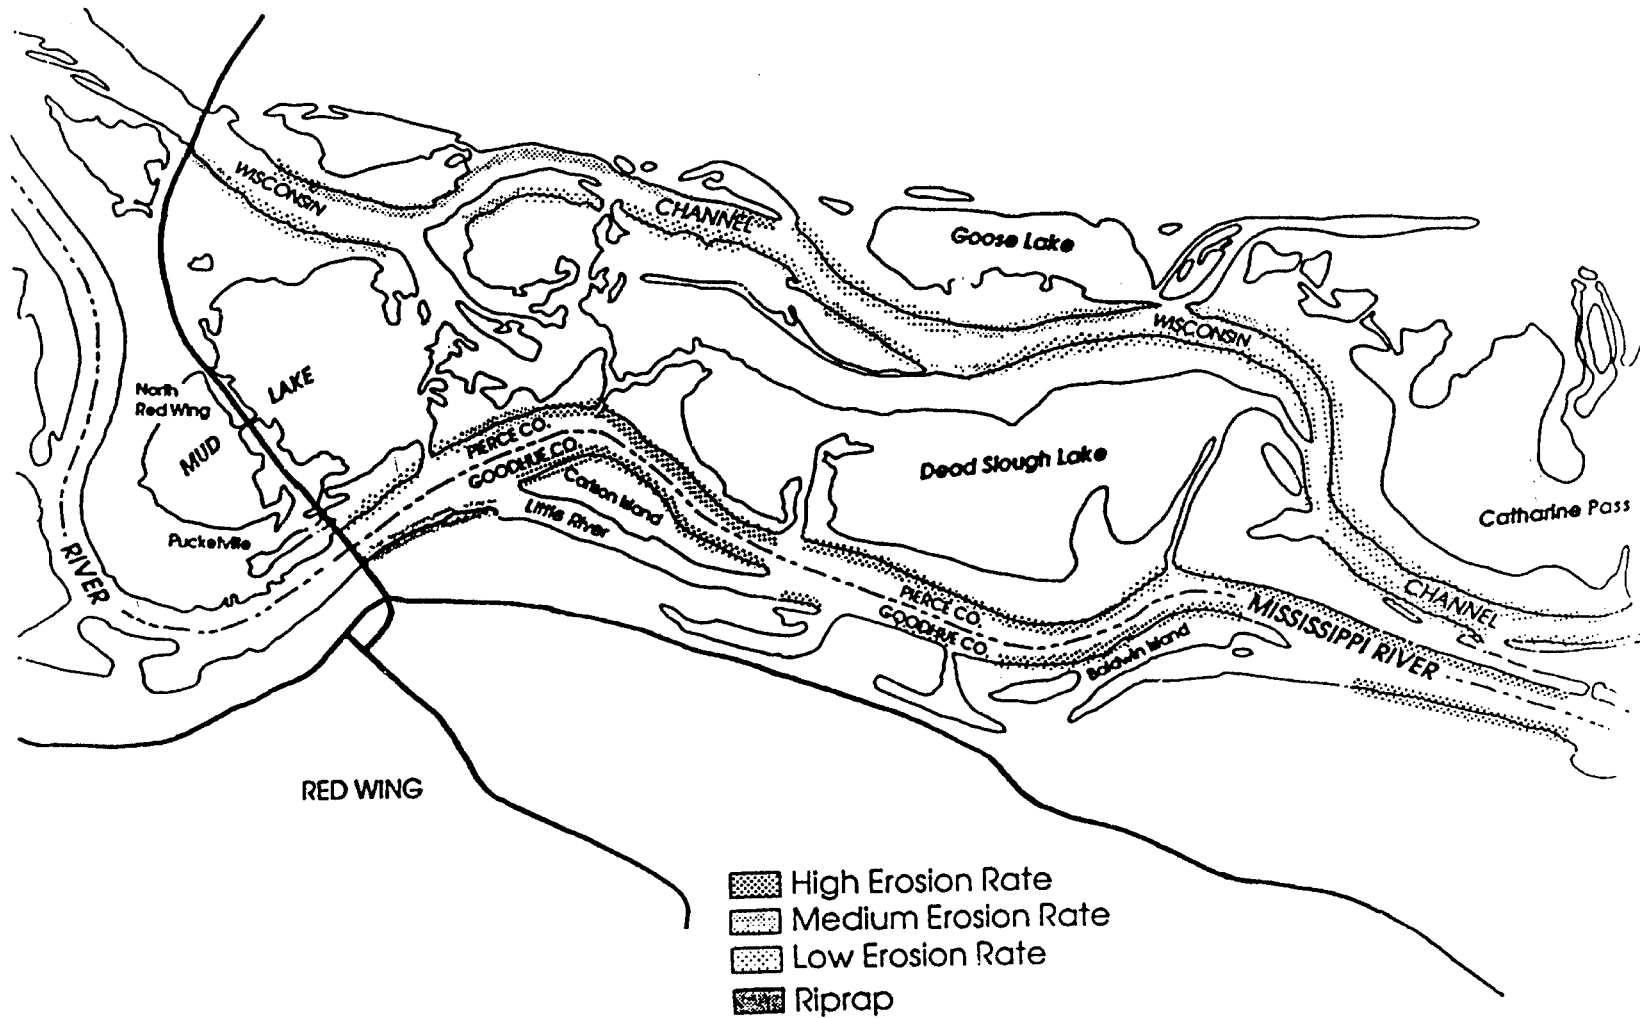 WISCONSIN
CHANNEL
Goose Lake
WISCONSIN
North
Red Wing
LAKE
MUD
PIERCE CO.
GOODHUE CO.
Carlson Island
Little River
Dead Slough Lake
Catharine Pass
Puckelville
RIVER
PIERCE CO.
GOODHUE CO.
Baldwin Island
MISSISSIPPI RIVER
CHANNEL
RED WING
High Erosion Rate
Medium Erosion Rate
Low Erosion Rate
Riprap